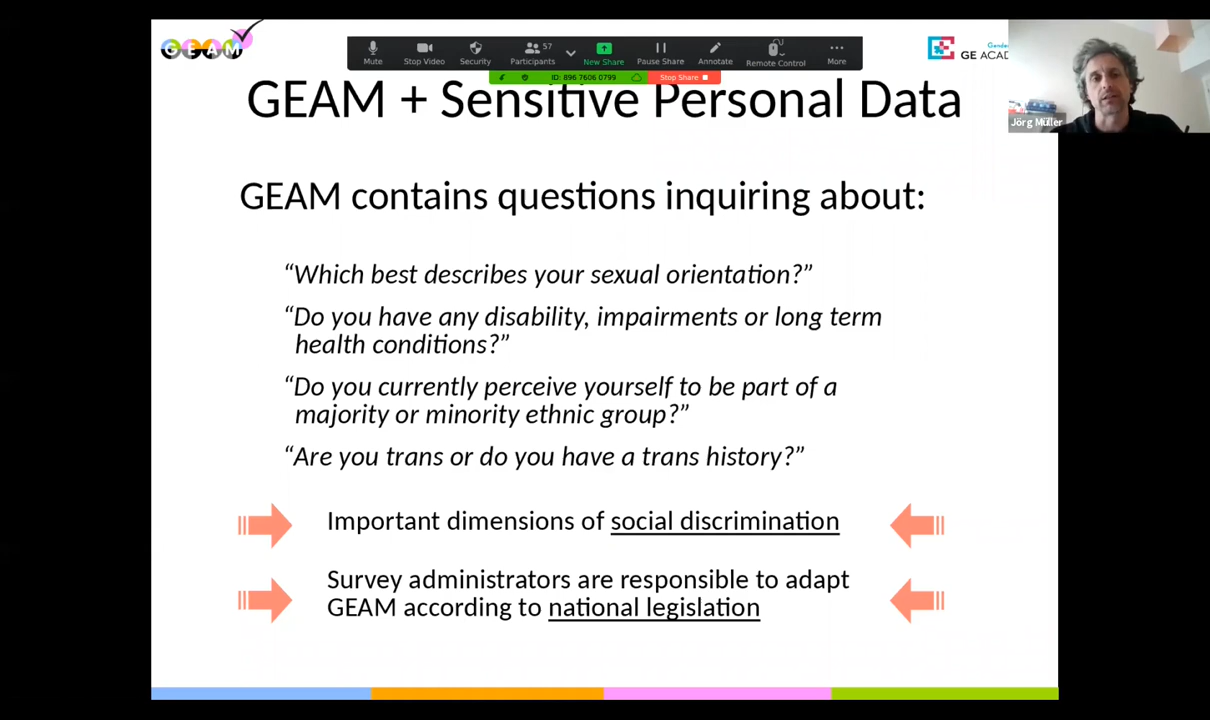 GEAM
Mute
Stop Video
Security
Participants
57
New Share
Pause Share
Annotate
Remote Control
More
ID: 896 7606 0799
Stop Share
GE ACAD
Jörg Müller
GEAM + Sensitive Personal Data
GEAM contains questions inquiring about:
“Which best describes your sexual orientation?”
“Do you have any disability, impairments or long term
health conditions?”
“Do you currently perceive yourself to be part of a
majority or minority ethnic group?”
“Are you trans or do you have a trans history?”
Important dimensions of social discrimination
Survey administrators are responsible to adapt
GEAM according to national legislation